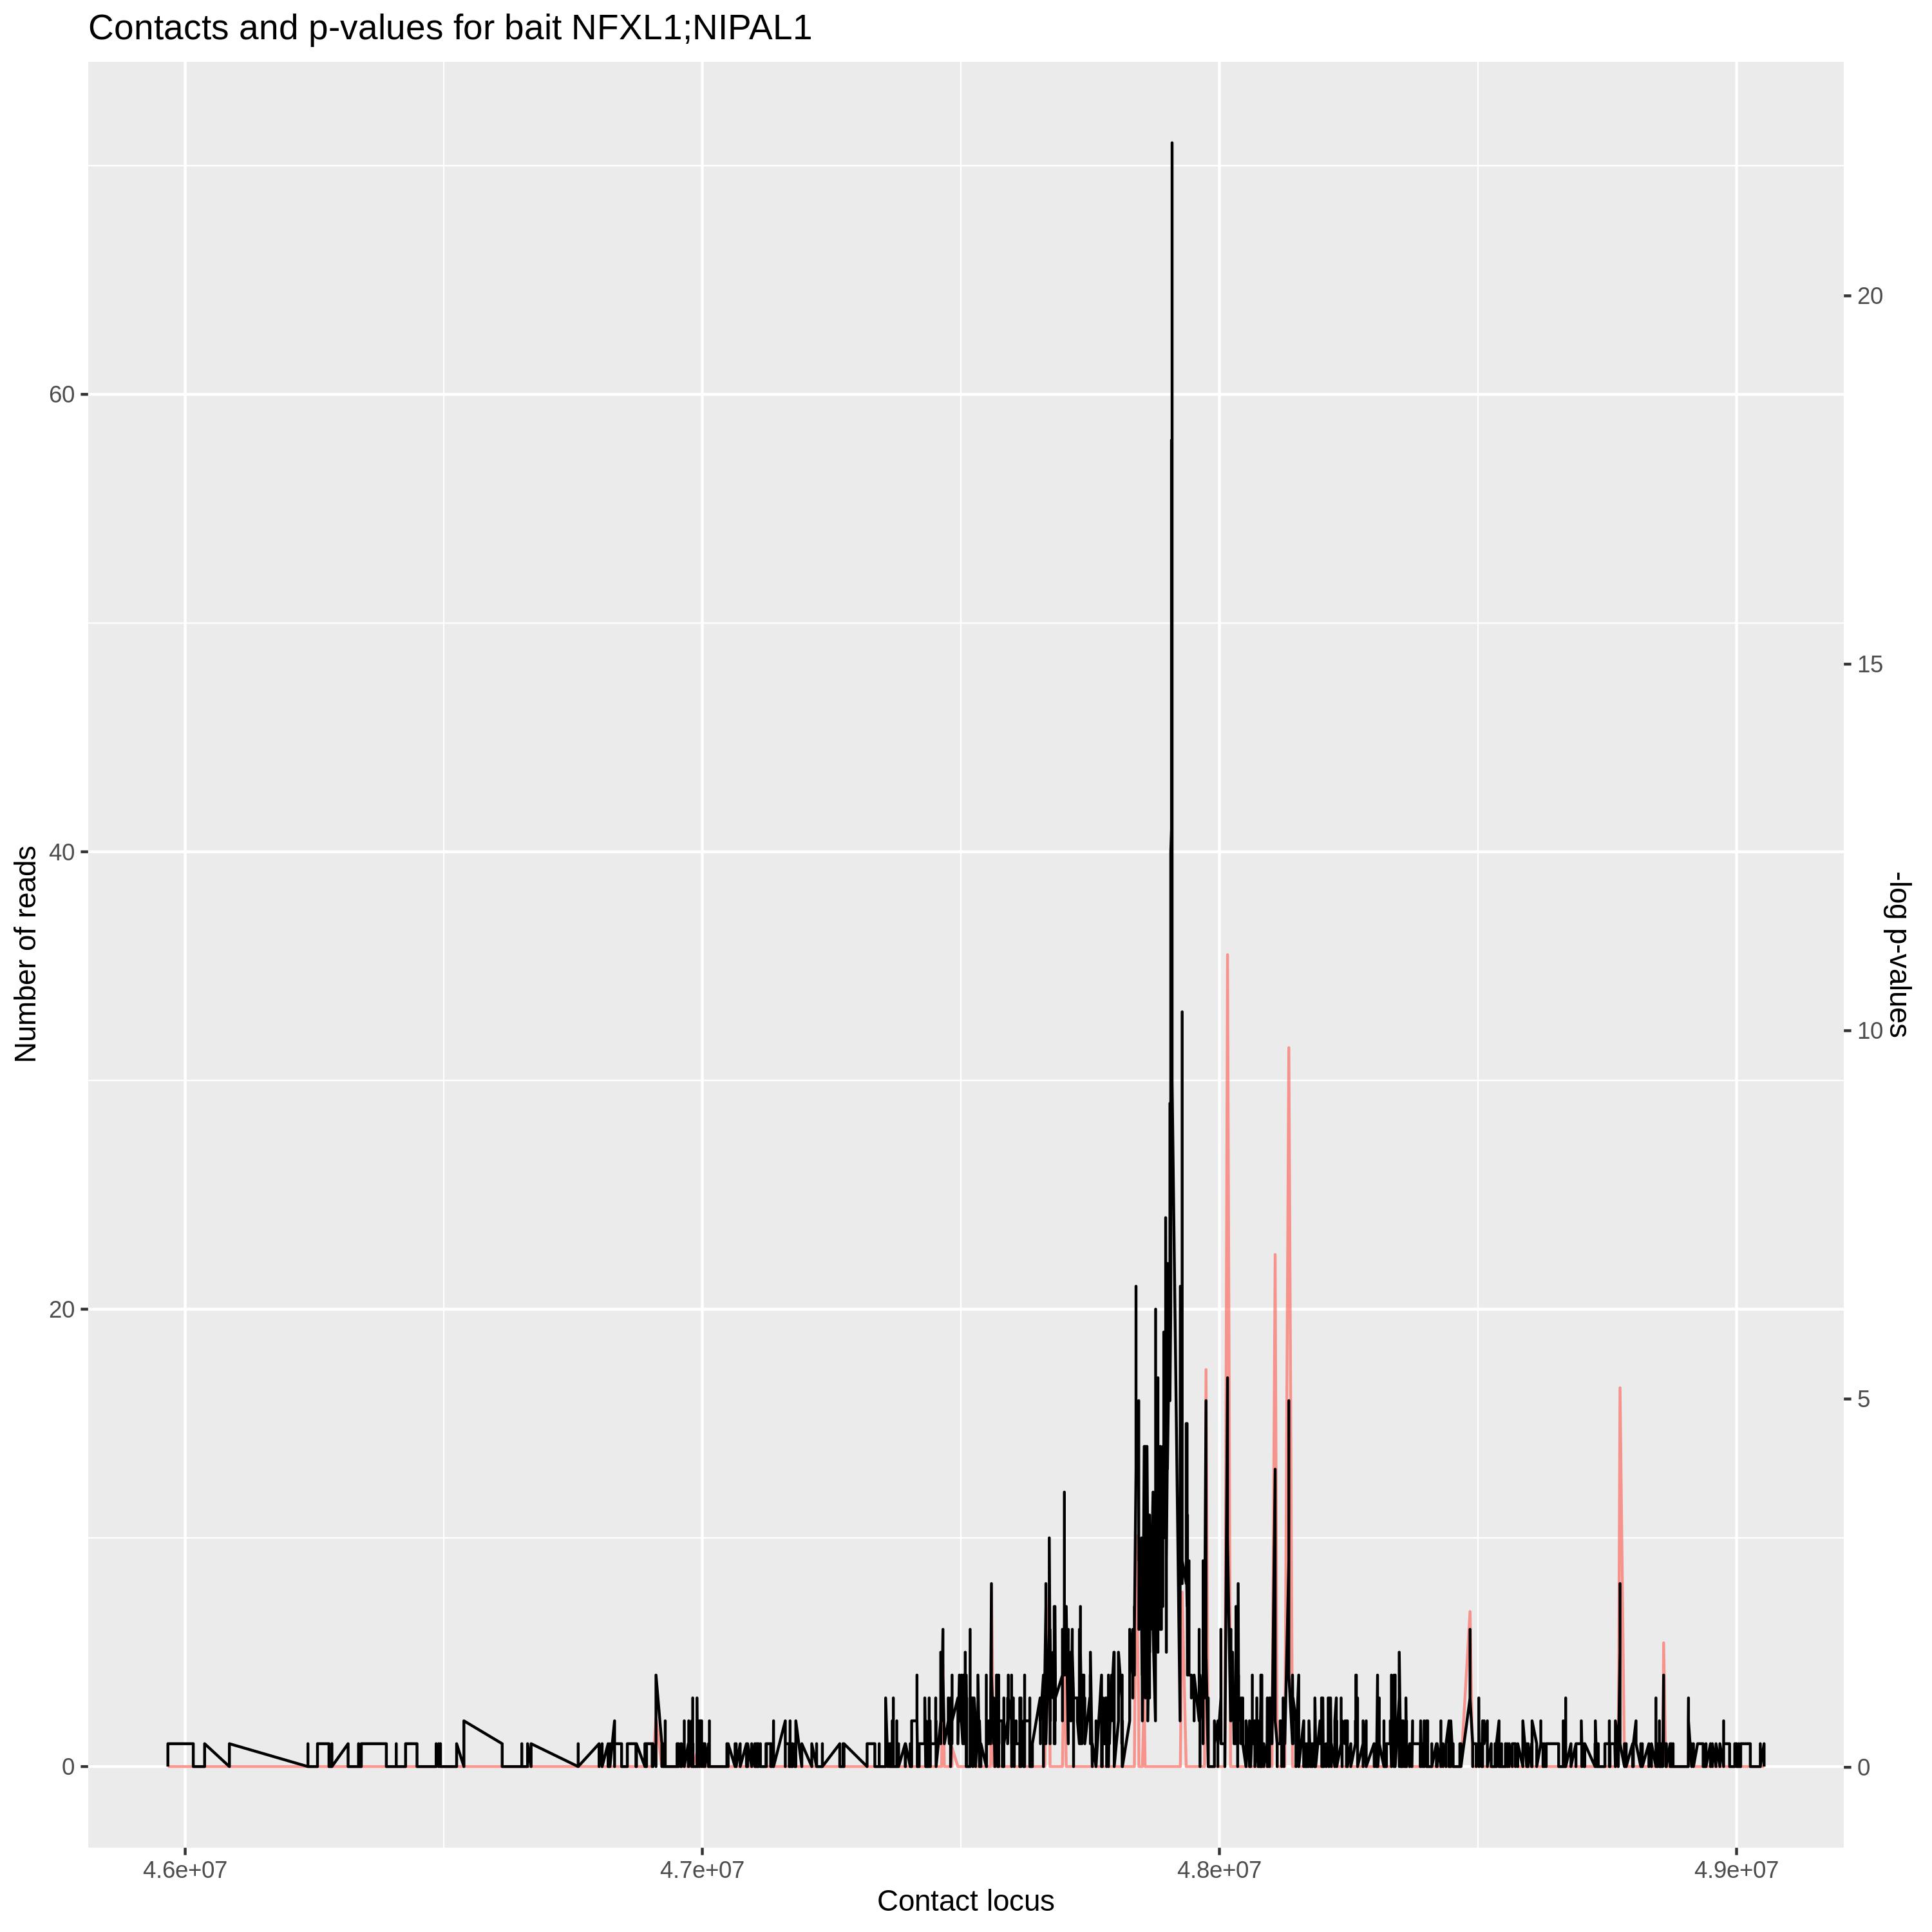 Contacts and p-values for bait NFXL1;NIPAL1
Number of reads
60
40
20
0
20
15
10
5
0
-log p-values
4.6e+07
4.7e+07
4.8e+07
4.9e+07
Contact locus